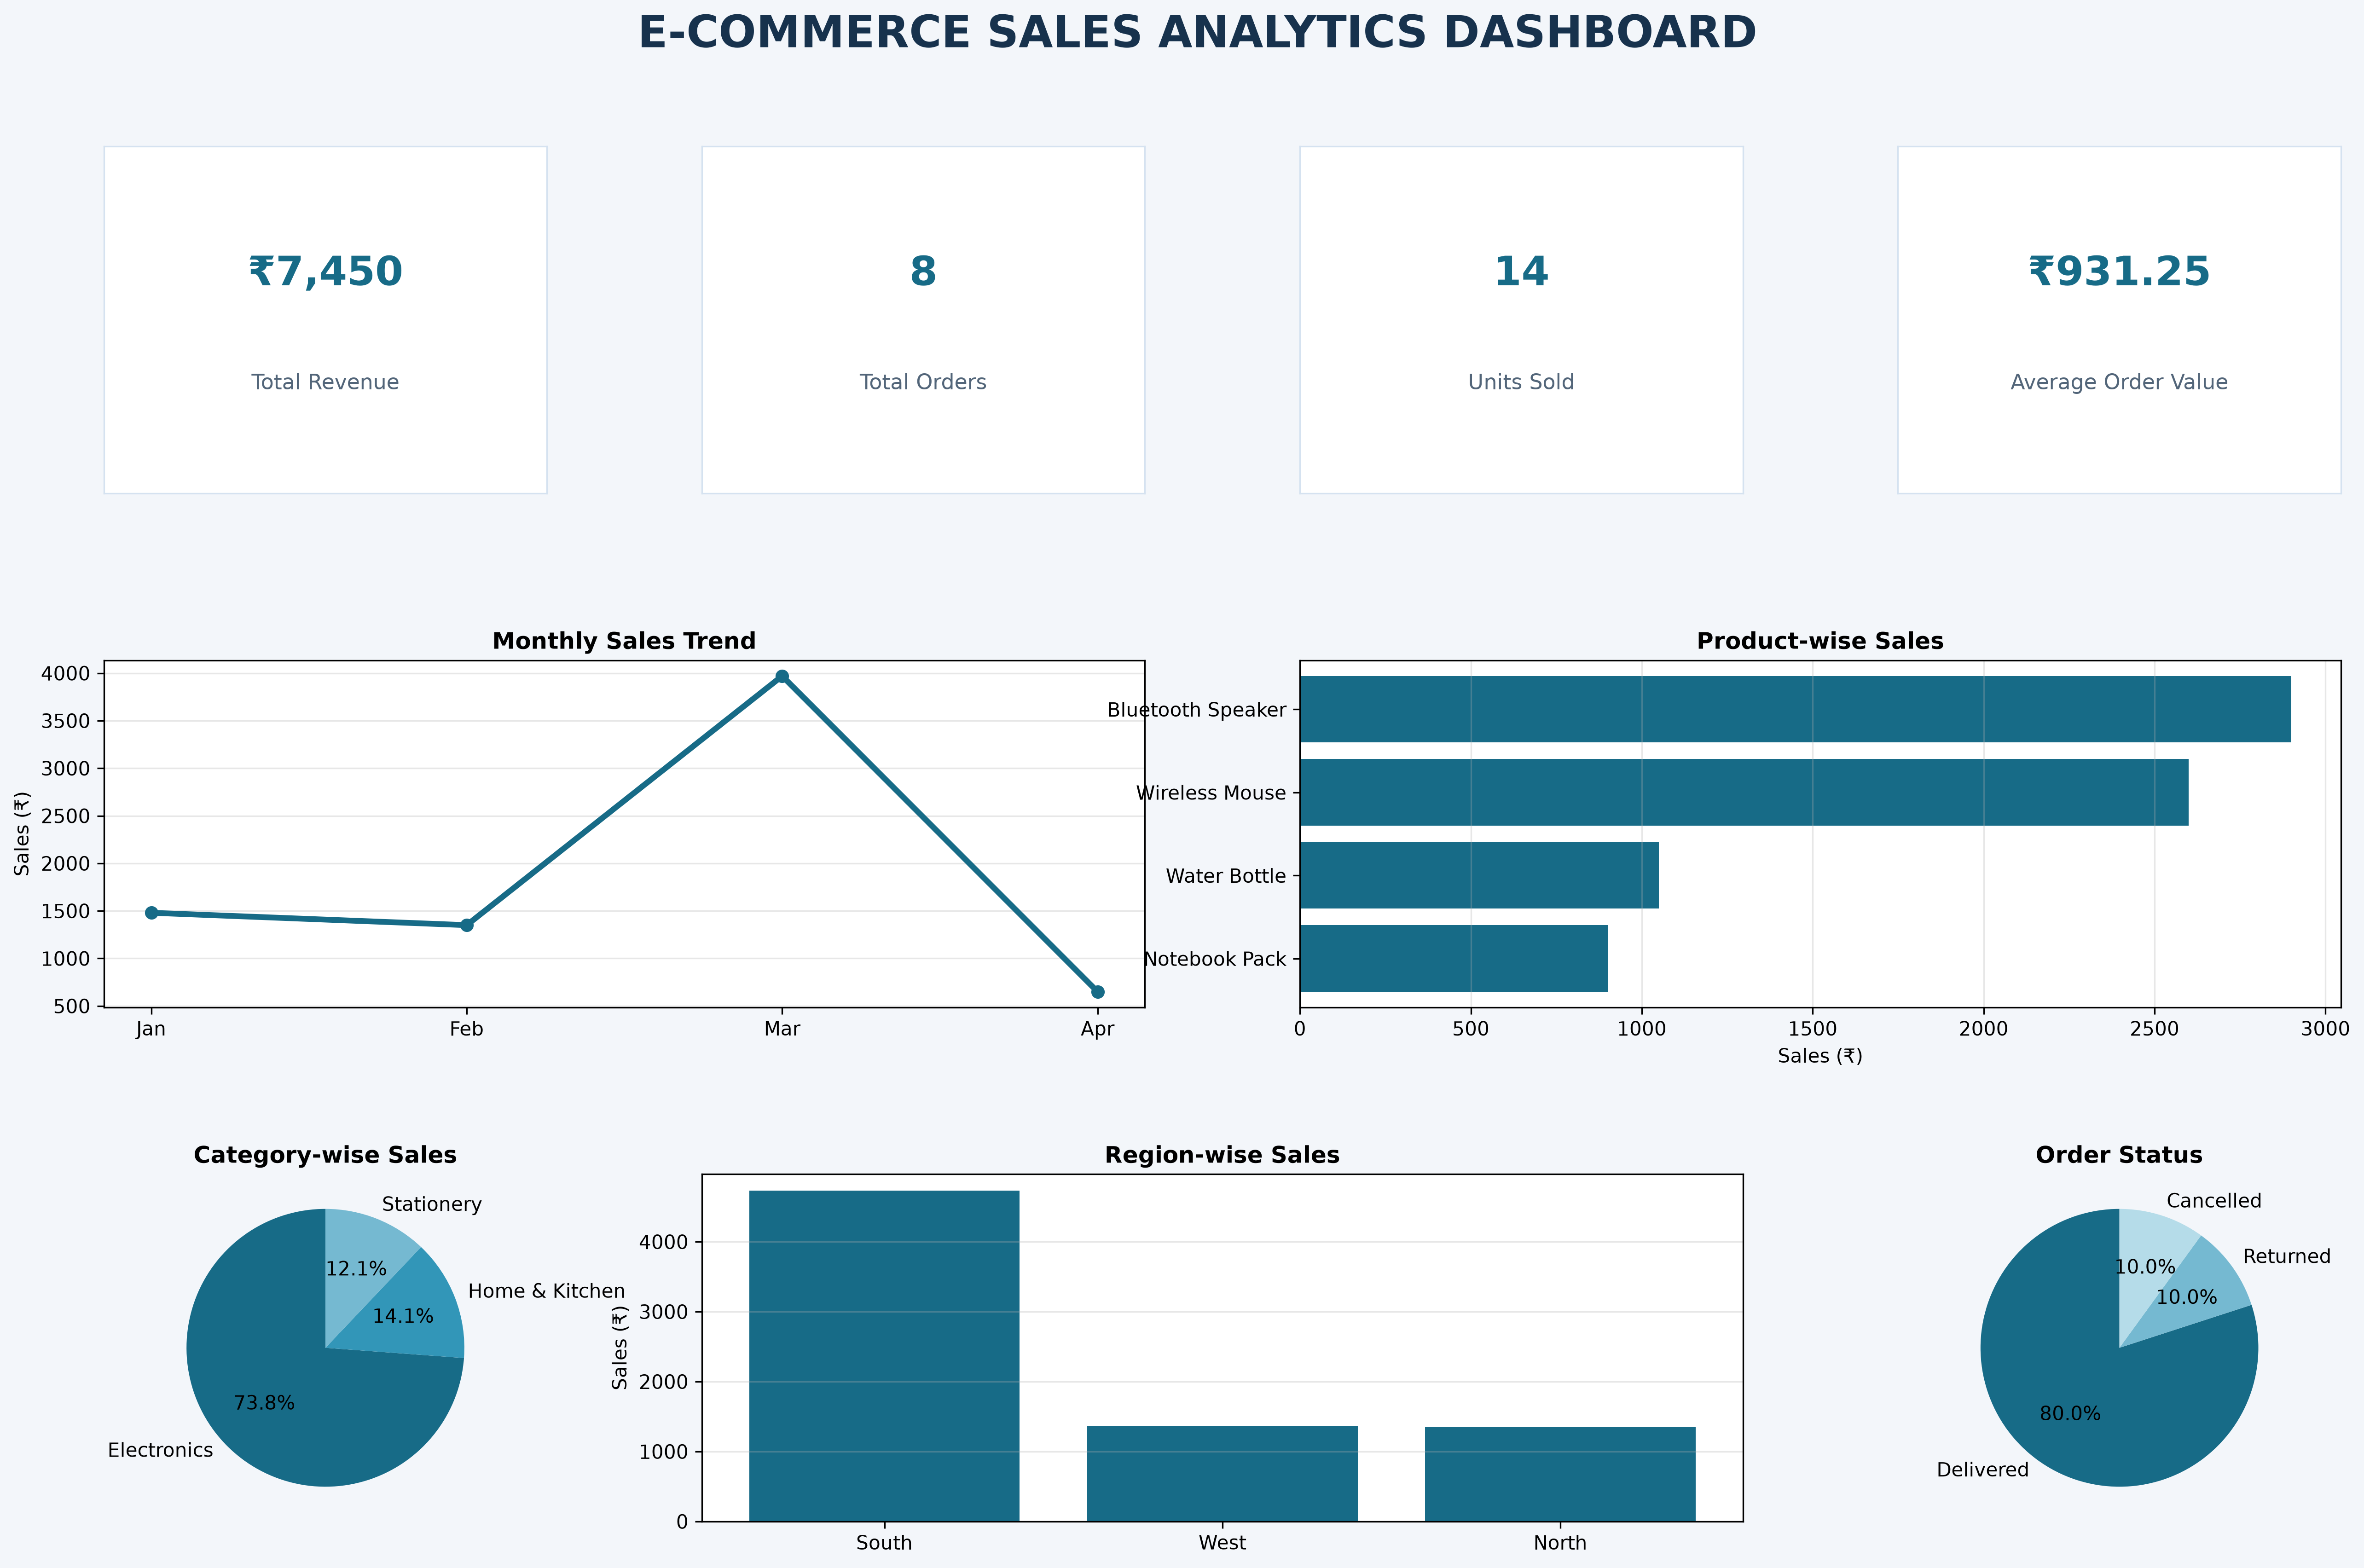 E-COMMERCE SALES ANALYTICS DASHBOARD
₹7,450
Total Revenue
8
Total Orders
14
Units Sold
₹931.25
Average Order Value
Monthly Sales Trend
Sales (₹)
4000
3500
3000
2500
2000
1500
1000
500
Jan
Feb
Mar
Apr
Product-wise Sales
Bluetooth Speaker
Wireless Mouse
Water Bottle
Notebook Pack
0
500
1000
1500
2000
2500
3000
Sales (₹)
Category-wise Sales
Stationery
12.1%
Home & Kitchen
14.1%
73.8%
Electronics
Region-wise Sales
Sales (₹)
4000
3000
2000
1000
0
South
West
North
Order Status
Cancelled
10.0%
Returned
10.0%
80.0%
Delivered